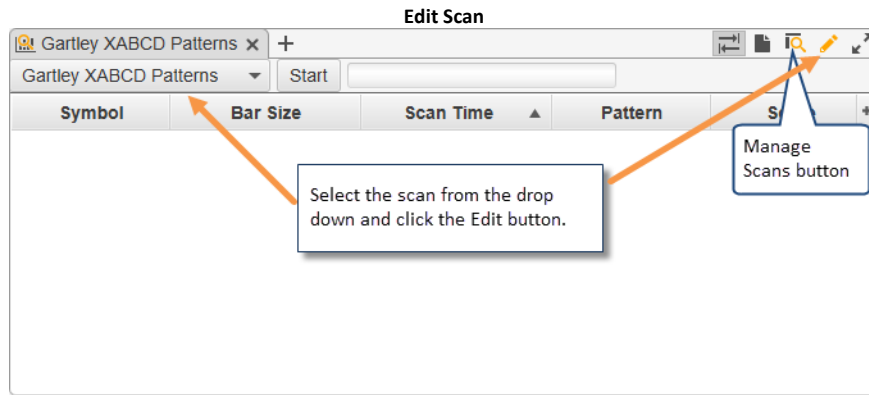 Edit Scan
Gartley XABCD Patterns
Gartley XABCD Patterns Start
Symbol Bar Size Scan Time Pattern
Manage
Scans button
Select the scan from the drop
down and click the Edit button.